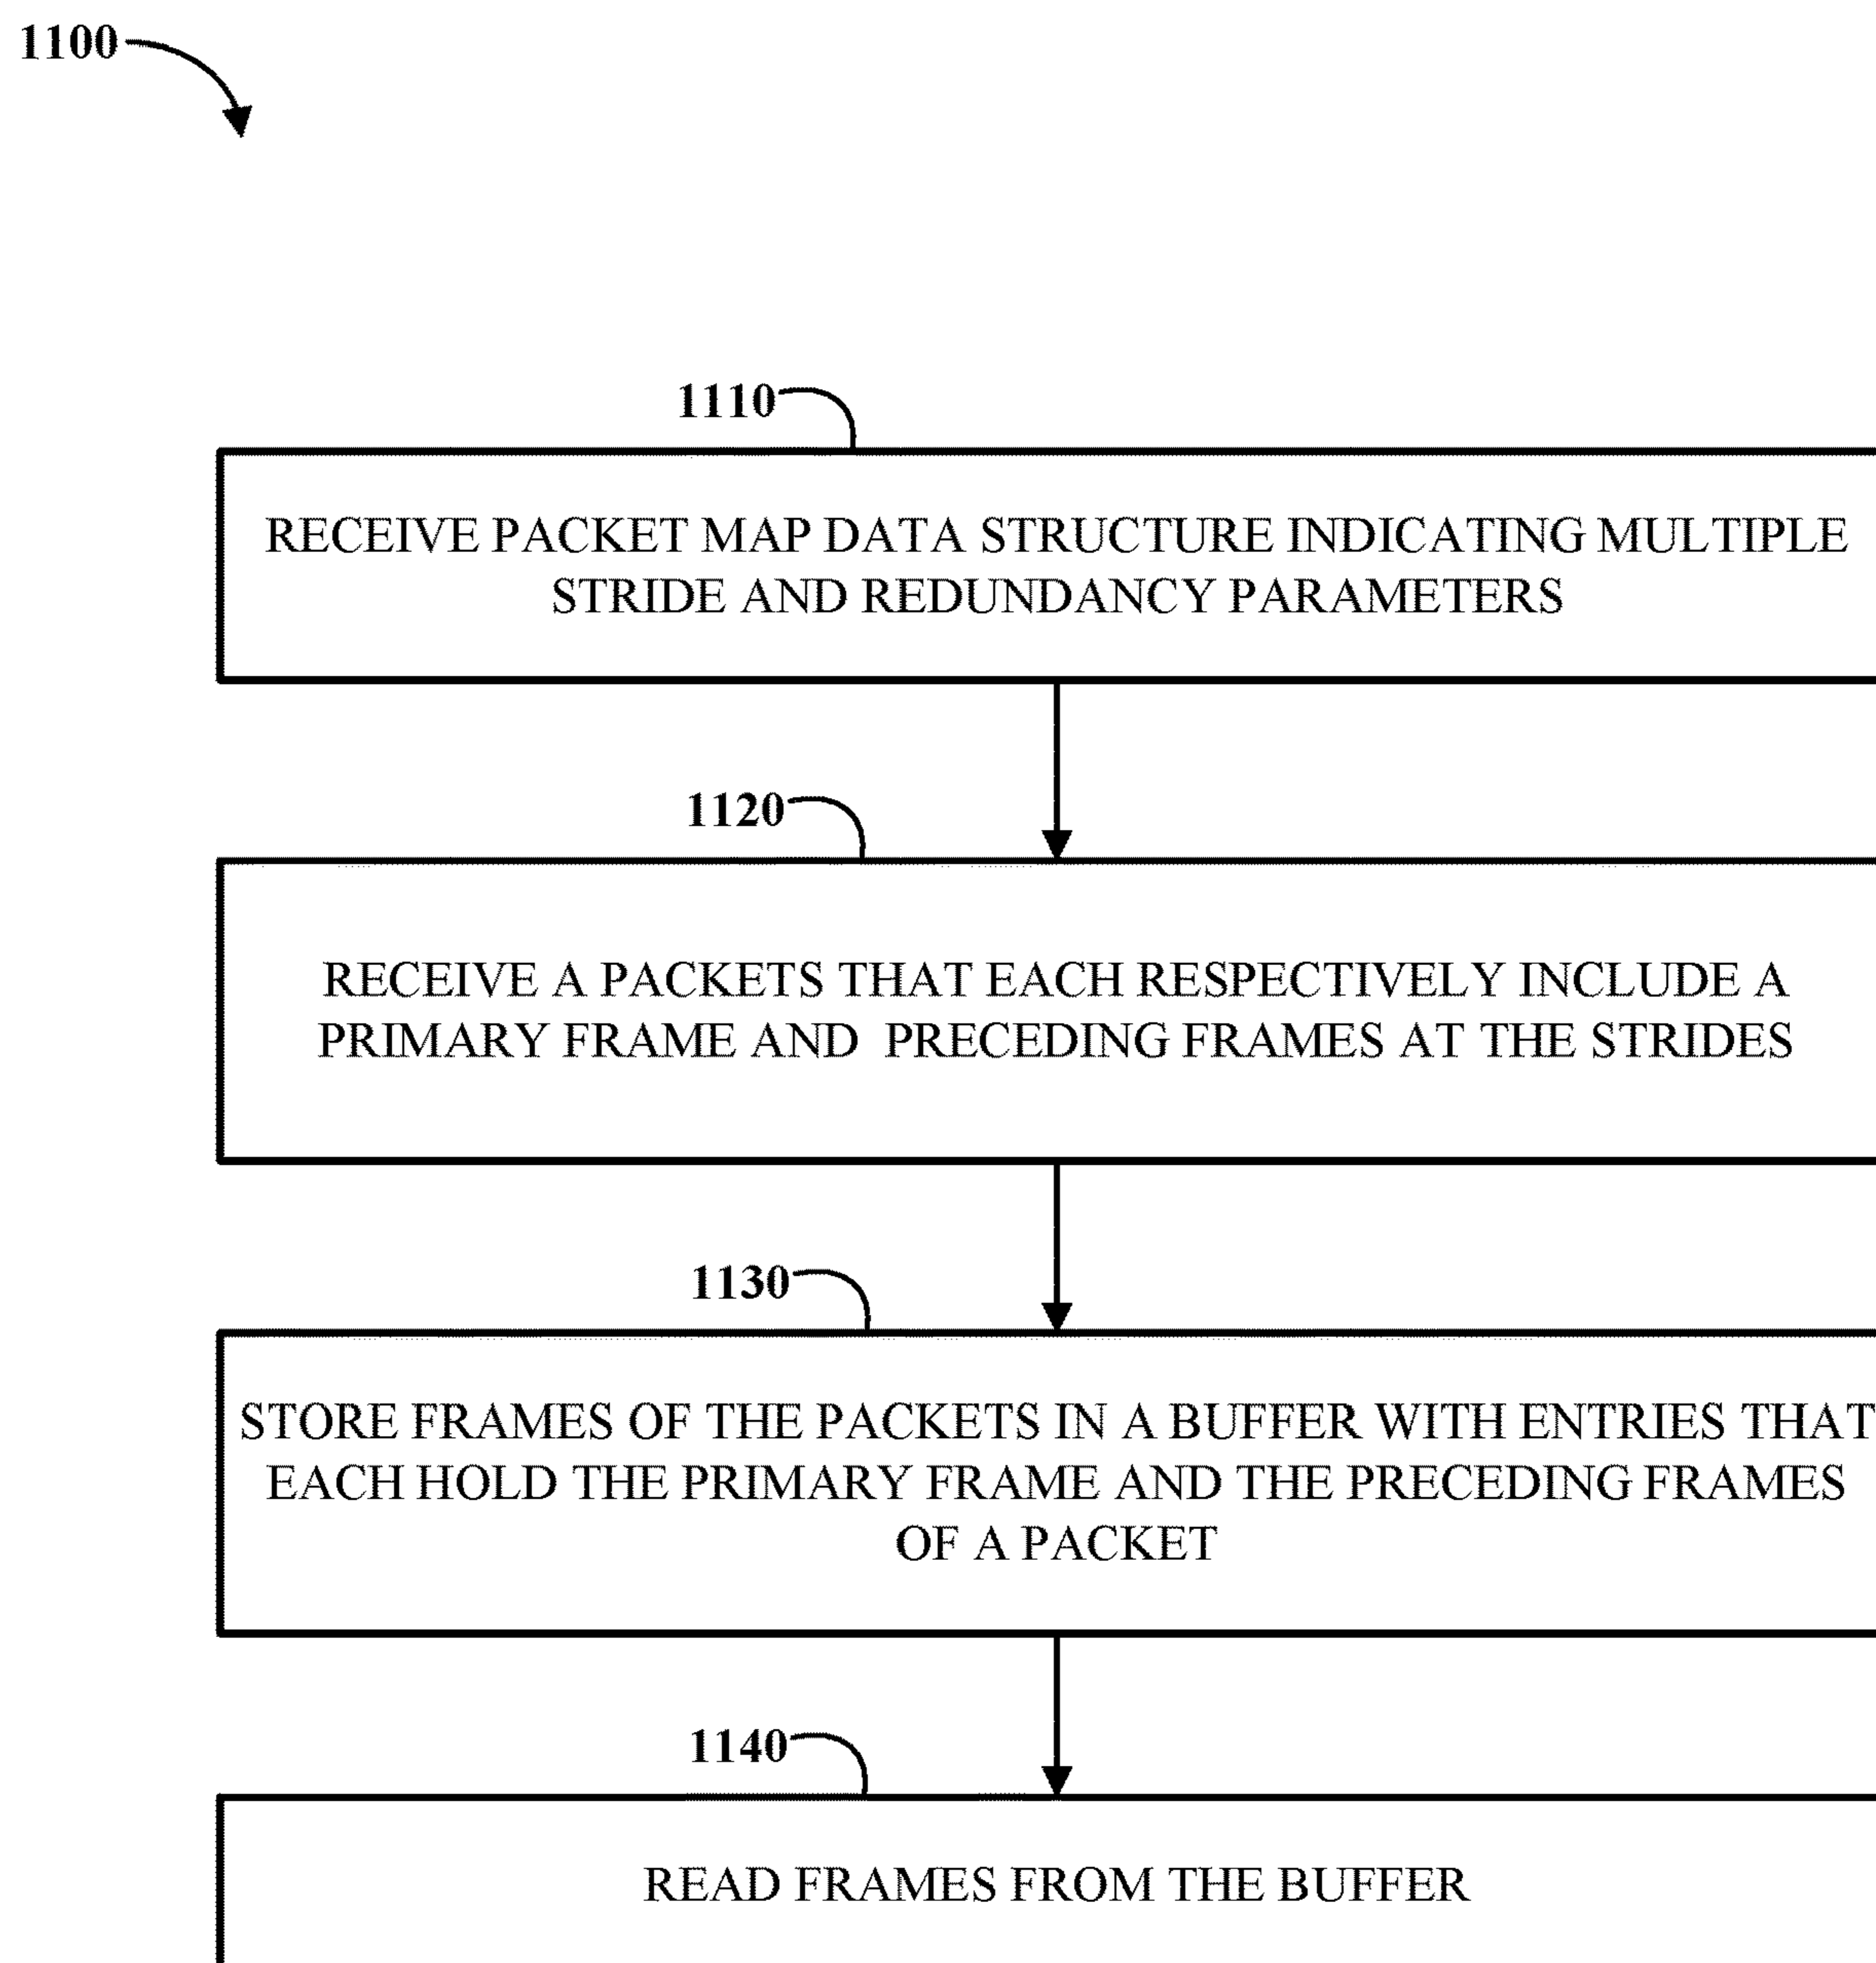 1100
1110
RECEIVE PACKET MAP DATA STRUCTURE INDICATING MULTIPLE
STRIDE AND REDUNDANCY PARAMETERS
1120
RECEIVE A PACKETS THAT EACH RESPECTIVELY INCLUDE A
PRIMARY FRAME AND PRECEDING FRAMES AT THE STRIDES
1130
STORE FRAMES OF THE PACKETS IN A BUFFER WITH ENTRIES THAT
EACH HOLD THE PRIMARY FRAME AND THE PRECEDING FRAMES
OF A PACKET
1140
READ FRAMES FROM THE BUFFER